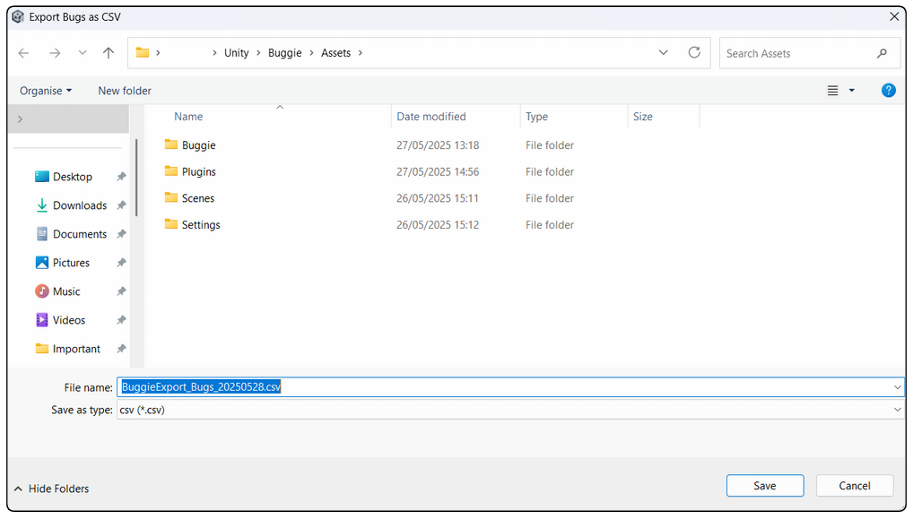 Export Bugs as CSV
Unity Buggie Assets
Search Assets
Organise New folder
Name Date modified Type Size
Buggie 27/05/2025 13:18 File folder
Plugins 27/05/2025 14:56 File folder
Scenes 26/05/2025 15:11 File folder
Settings 26/05/2025 15:12 File folder
Desktop
Downloads
Documents
Pictures
Music
Videos
Important
File name: BuggieExport_Bugs_20250528.csv
Save as type: csv (*.csv)
Hide Folders
Save Cancel